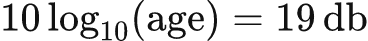 10 log₁₀(age) = 19 db